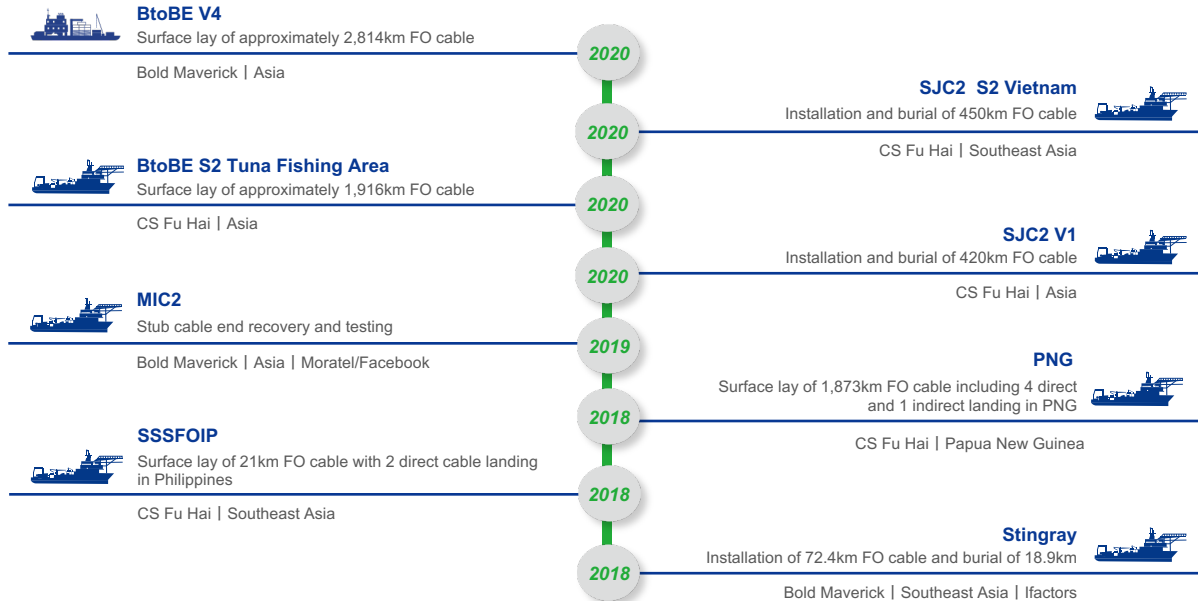 BtoBE V4
Surface lay of approximately 2,814km FO cable
Bold Maverick | Asia
2020
SJC2 S2 Vietnam
Installation and burial of 450km FO cable
CS Fu Hai | Southeast Asia
2020
BtoBE S2 Tuna Fishing Area
Surface lay of approximately 1,916km FO cable
CS Fu Hai | Asia
2020
SJC2 V1
Installation and burial of 420km FO cable
CS Fu Hai | Asia
2020
MIC2
Stub cable end recovery and testing
Bold Maverick | Asia | Moratel/Facebook
2019
PNG
Surface lay of 1,873km FO cable including 4 direct
and 1 indirect landing in PNG
CS Fu Hai | Papua New Guinea
2018
SSSFOIP
Surface lay of 21km FO cable with 2 direct cable landing
in Philippines
CS Fu Hai | Southeast Asia
2018
Stingray
Installation of 72.4km FO cable and burial of 18.9km
Bold Maverick | Southeast Asia | Ifactors
2018